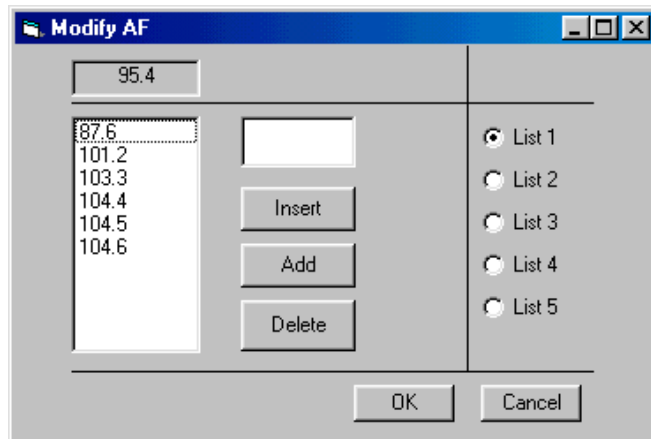 Modify AF
95.4
87.6
101.2
103.3
104.4
104.5
104.6
Insert
Add
Delete
List 1
List 2
List 3
List 4
List 5
OK
Cancel